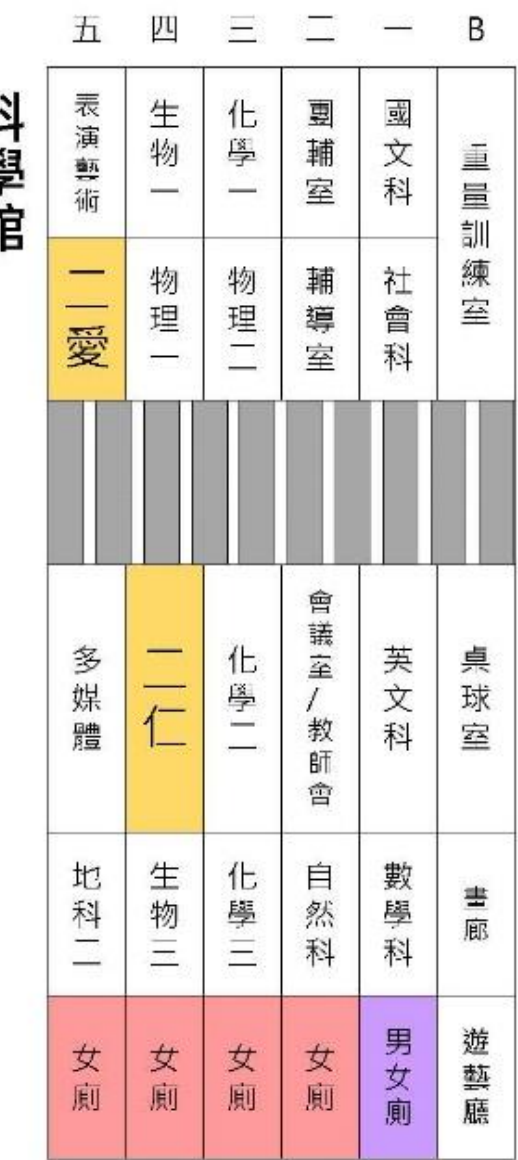 科學館
五 四 三 二 一 B
表演藝術 生物一 化學一 團輔室 國文科 重量訓練室
二愛 物理一 物理二 輔導室 社會科
多媒體 二仁 化學二 會議室/教師會 英文科 桌球室
地科二 生物三 化學三 自然科 數學科 畫廊
女廁 女廁 女廁 女廁 男女廁 遊藝廳